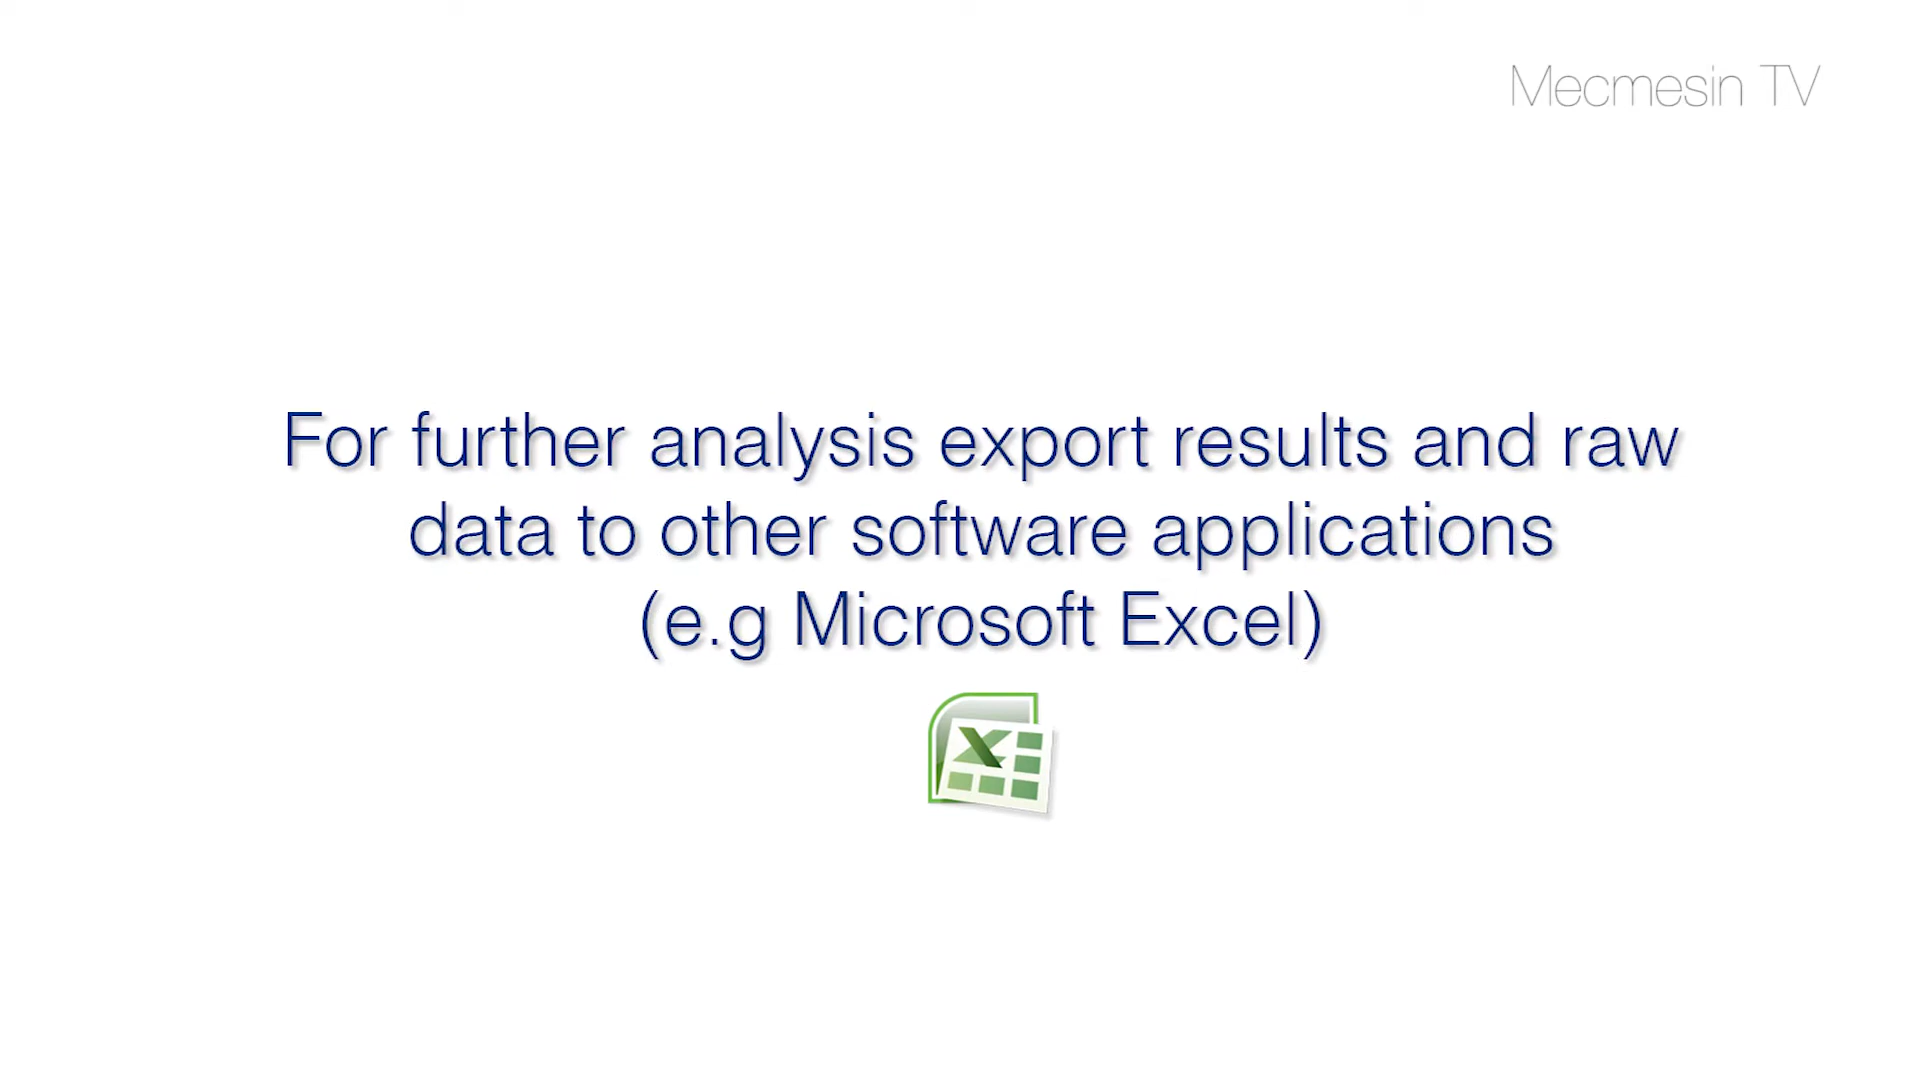 Mecmesin TV
For further analysis export results and raw
data to other software applications
(e.g Microsoft Excel)